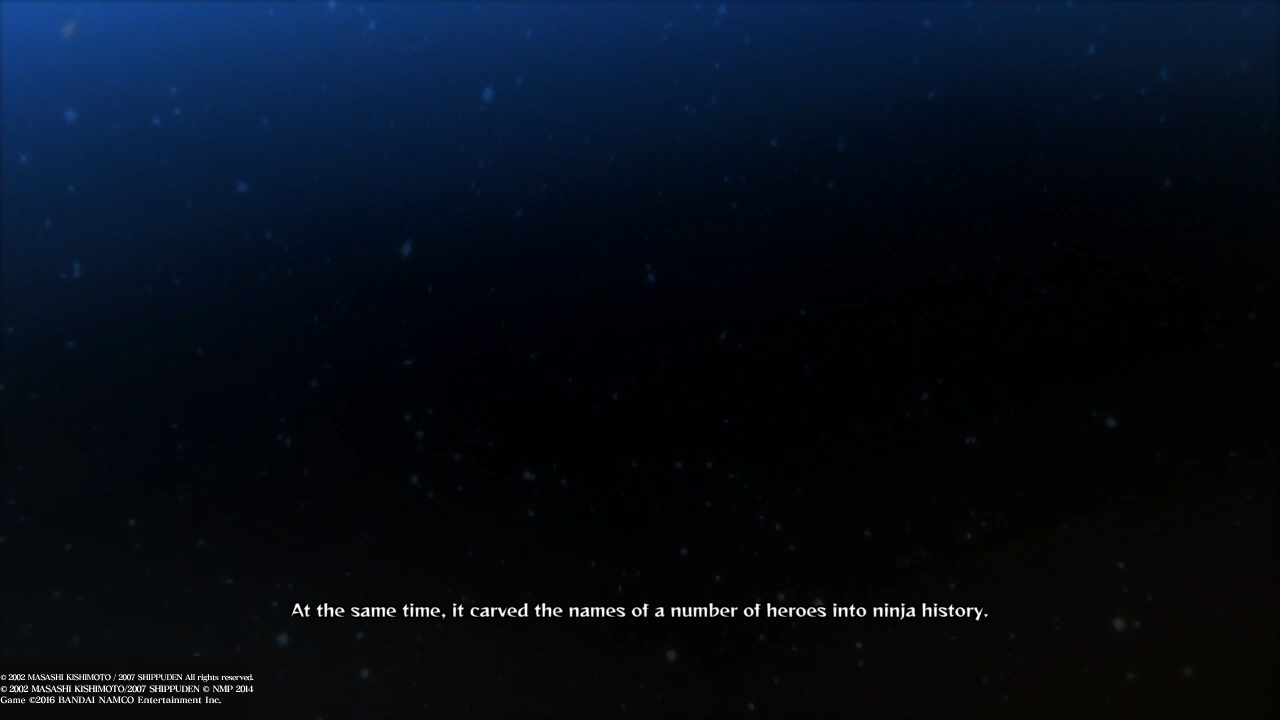 At the same time, it carved the names of a number of heroes into ninja history.
© 2002 MASASHI KISHIMOTO / 2007 SHIPPUDEN All rights reserved.
© 2002 MASASHI KISHIMOTO/2007 SHIPPUDEN © NMP 2014
Game ©2016 BANDAI NAMCO Entertainment Inc.